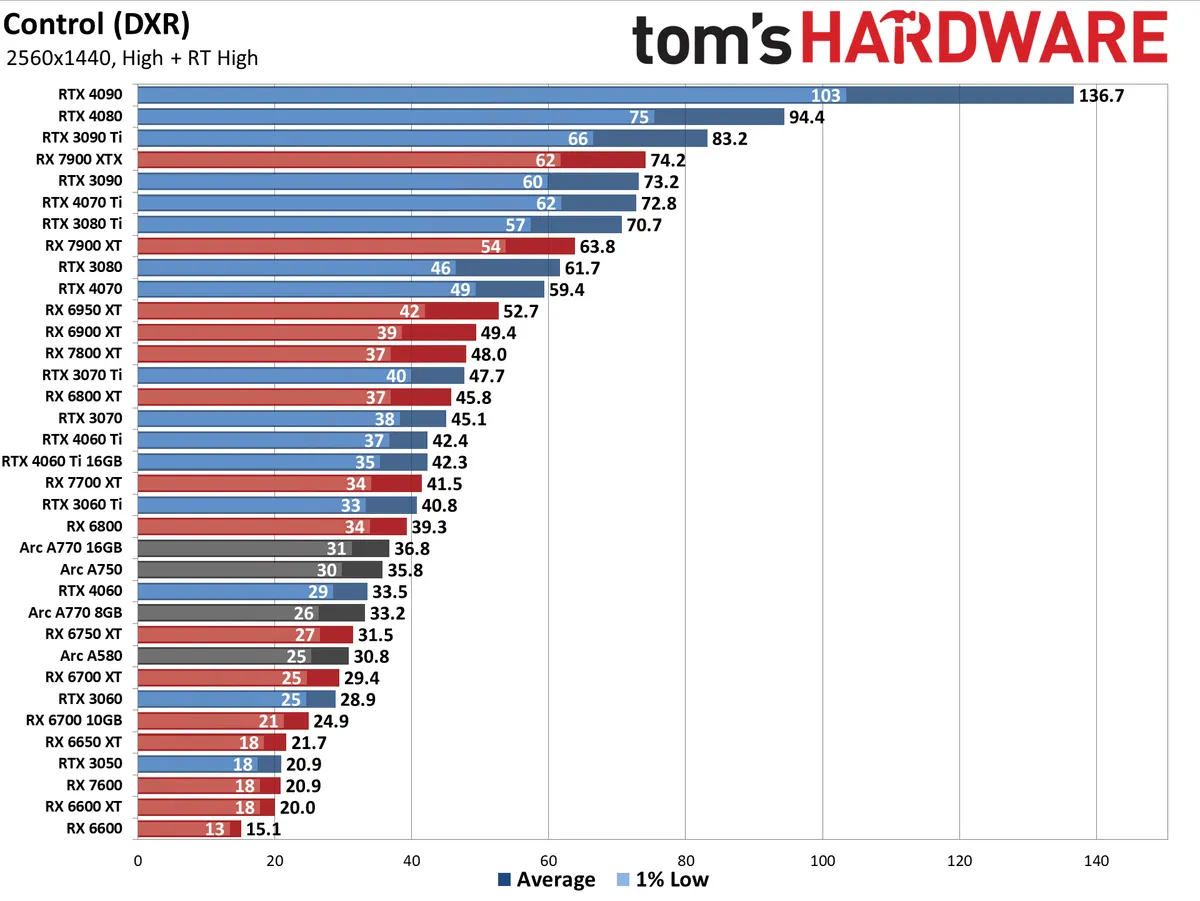 Control (DXR)
2560x1440, High + RT High
tom's HARDWARE
RTX 4090 103 136.7
RTX 4080 75 94.4
RTX 3090 Ti 66 83.2
RX 7900 XTX 62 74.2
RTX 3090 60 73.2
RTX 4070 Ti 62 72.8
RTX 3080 Ti 57 70.7
RX 7900 XT 54 63.8
RTX 3080 46 61.7
RTX 4070 49 59.4
RX 6950 XT 42 52.7
RX 6900 XT 39 49.4
RX 7800 XT 37 48.0
RTX 3070 Ti 40 47.7
RX 6800 XT 37 45.8
RTX 3070 38 45.1
RTX 4060 Ti 37 42.4
RTX 4060 Ti 16GB 35 42.3
RX 7700 XT 34 41.5
RTX 3060 Ti 33 40.8
RX 6800 34 39.3
Arc A770 16GB 31 36.8
Arc A750 30 35.8
RTX 4060 29 33.5
Arc A770 8GB 26 33.2
RX 6750 XT 27 31.5
Arc A580 25 30.8
RX 6700 XT 25 29.4
RTX 3060 25 28.9
RX 6700 10GB 21 24.9
RX 6650 XT 18 21.7
RTX 3050 18 20.9
RX 7600 18 20.9
RX 6600 XT 18 20.0
RX 6600 13 15.1
0 20 40 60 80 100 120 140
Average 1% Low